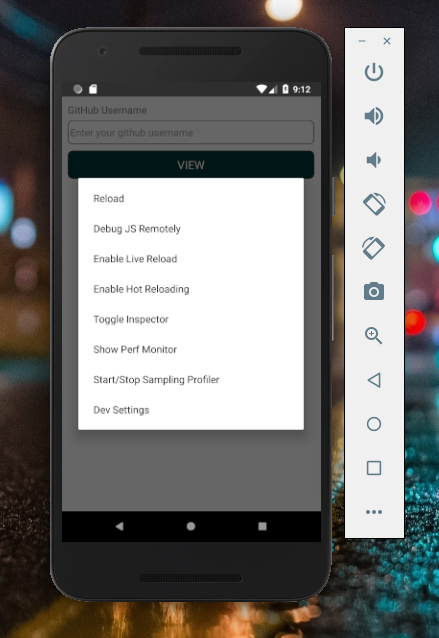 9:12
GitHub Username
Enter your github username
VIEW
Reload
Debug JS Remotely
Enable Live Reload
Enable Hot Reloading
Toggle Inspector
Show Perf Monitor
Start/Stop Sampling Profiler
Dev Settings